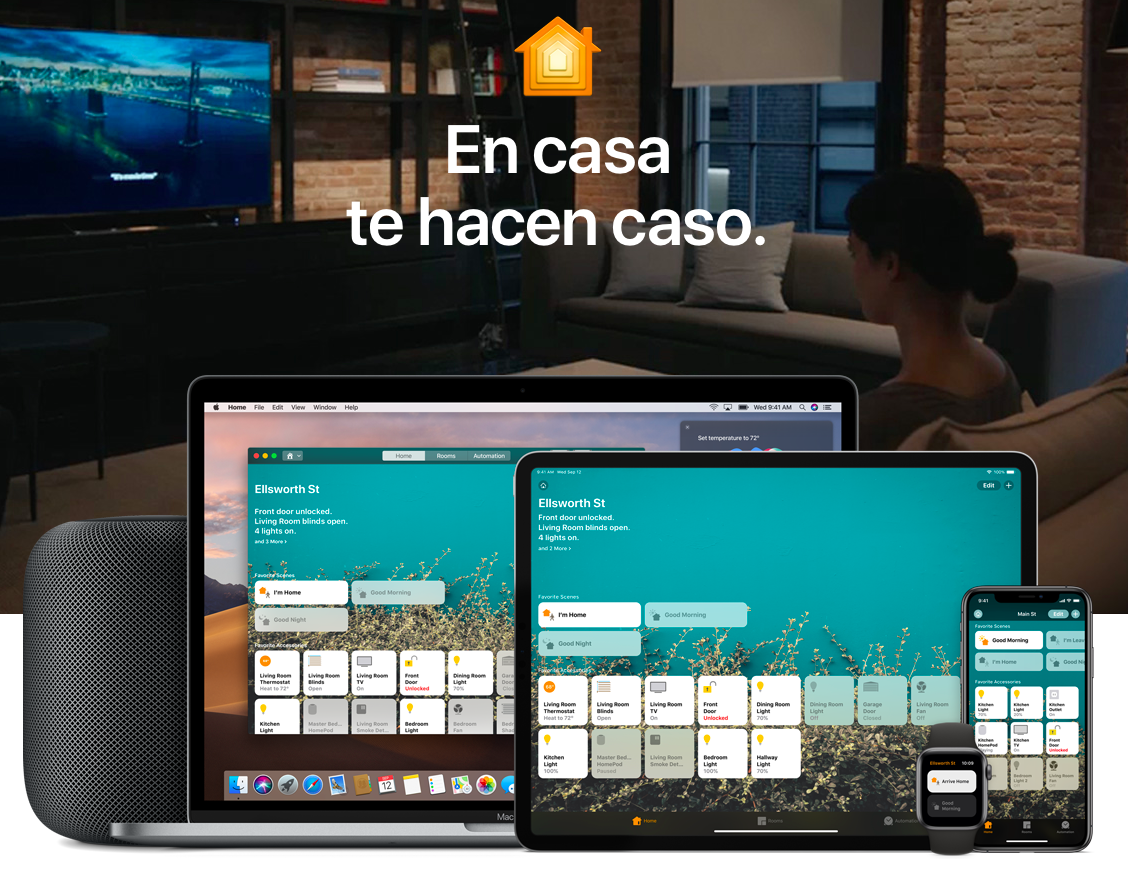 En casa
te hacen caso.
Home File Edit View Window Help
Wed 9:41 AM
Set temperature to 72°
Home Rooms Automation
Ellsworth St
Front door unlocked.
Living Room blinds open.
4 lights on.
and 3 More ›
Favorite Scenes
I'm Home
Good Morning
Good Night
Favorite Accessories
Living Room
Thermostat
Heat to 72°
Living Room
Blinds
Open
Living Room
TV
On
Front
Door
Unlocked
Dining Room
Light
70%
Kitchen
Light
Master Bed...
HomePod
Living Room
Smoke Det...
Bedroom
Light
Bedroom
Fan
12
Mac
9:41 AM Wed Sep 12
100%
Edit
Ellsworth St
Front door unlocked.
Living Room blinds open.
4 lights on.
and 2 More ›
Favorite Scenes
I'm Home
Good Morning
Good Night
Living Room
Thermostat
Heat to 72°
Living Room
Blinds
Open
Living Room
TV
On
Front
Door
Unlocked
Dining Room
Light
70%
Dining Room
Light
Off
Garage
Door
Closed
Living Room
Fan
Off
Kitchen
Light
100%
Master Bed...
HomePod
Paused
Living Room
Smoke Det...
Bedroom
Light
100%
Hallway
Light
70%
Home
Rooms
Ellsworth St 10:09
Arrive Home
Good
Morning
9:41
Main St
Edit
Favorite Scenes
Good Morning
I'm Home
Favorite Accessories
Kitchen
Light
70%
Kitchen
Light
20%
Kitchen
Outlet
On
Kitchen
HomePod
Kitchen
TV
On
Front
Door
Unlocked
Bedroom
Light 2
Living Room
Fan
Home
Rooms
Automation